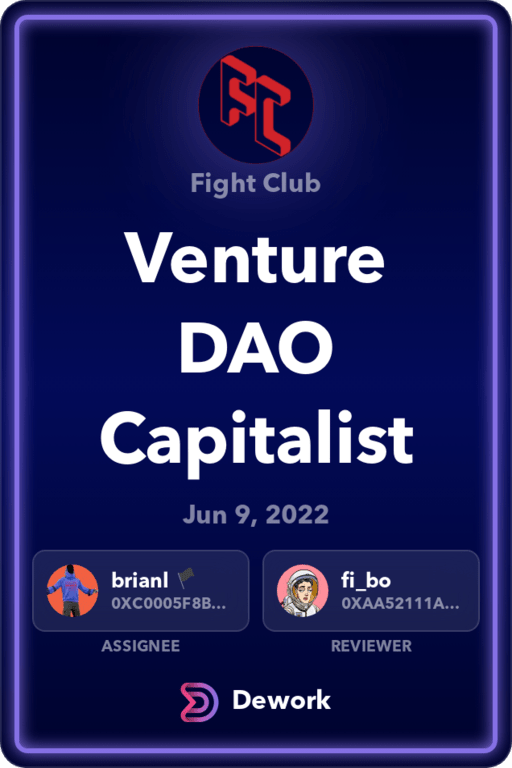 FC
Fight Club
Venture
DAO
Capitalist
Jun 9, 2022
brianl 🏴
0XC0005F8B...
fi_bo
0XAA52111A...
ASSIGNEE
REVIEWER
Dework